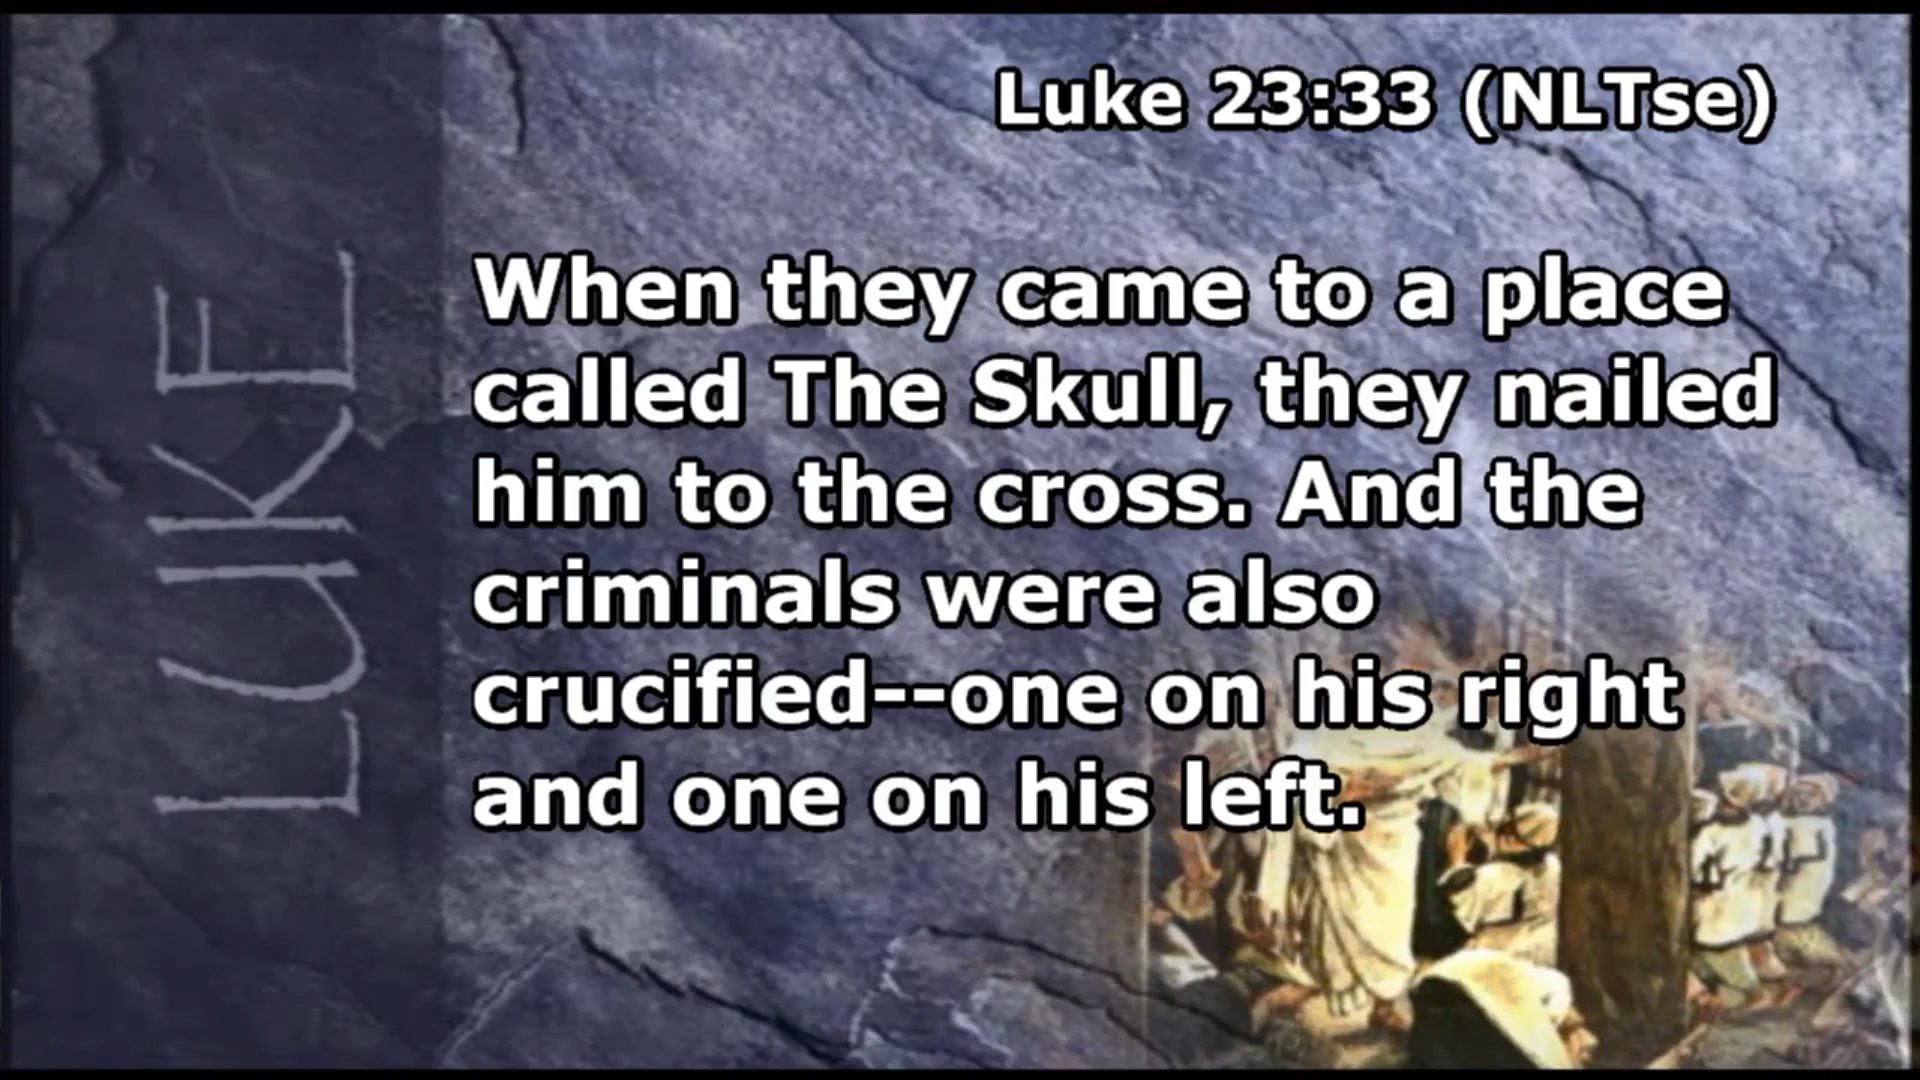 LUKE
Luke 23:33 (NLTse)
When they came to a place
called The Skull, they nailed
him to the cross. And the
criminals were also
crucified--one on his right
and one on his left.